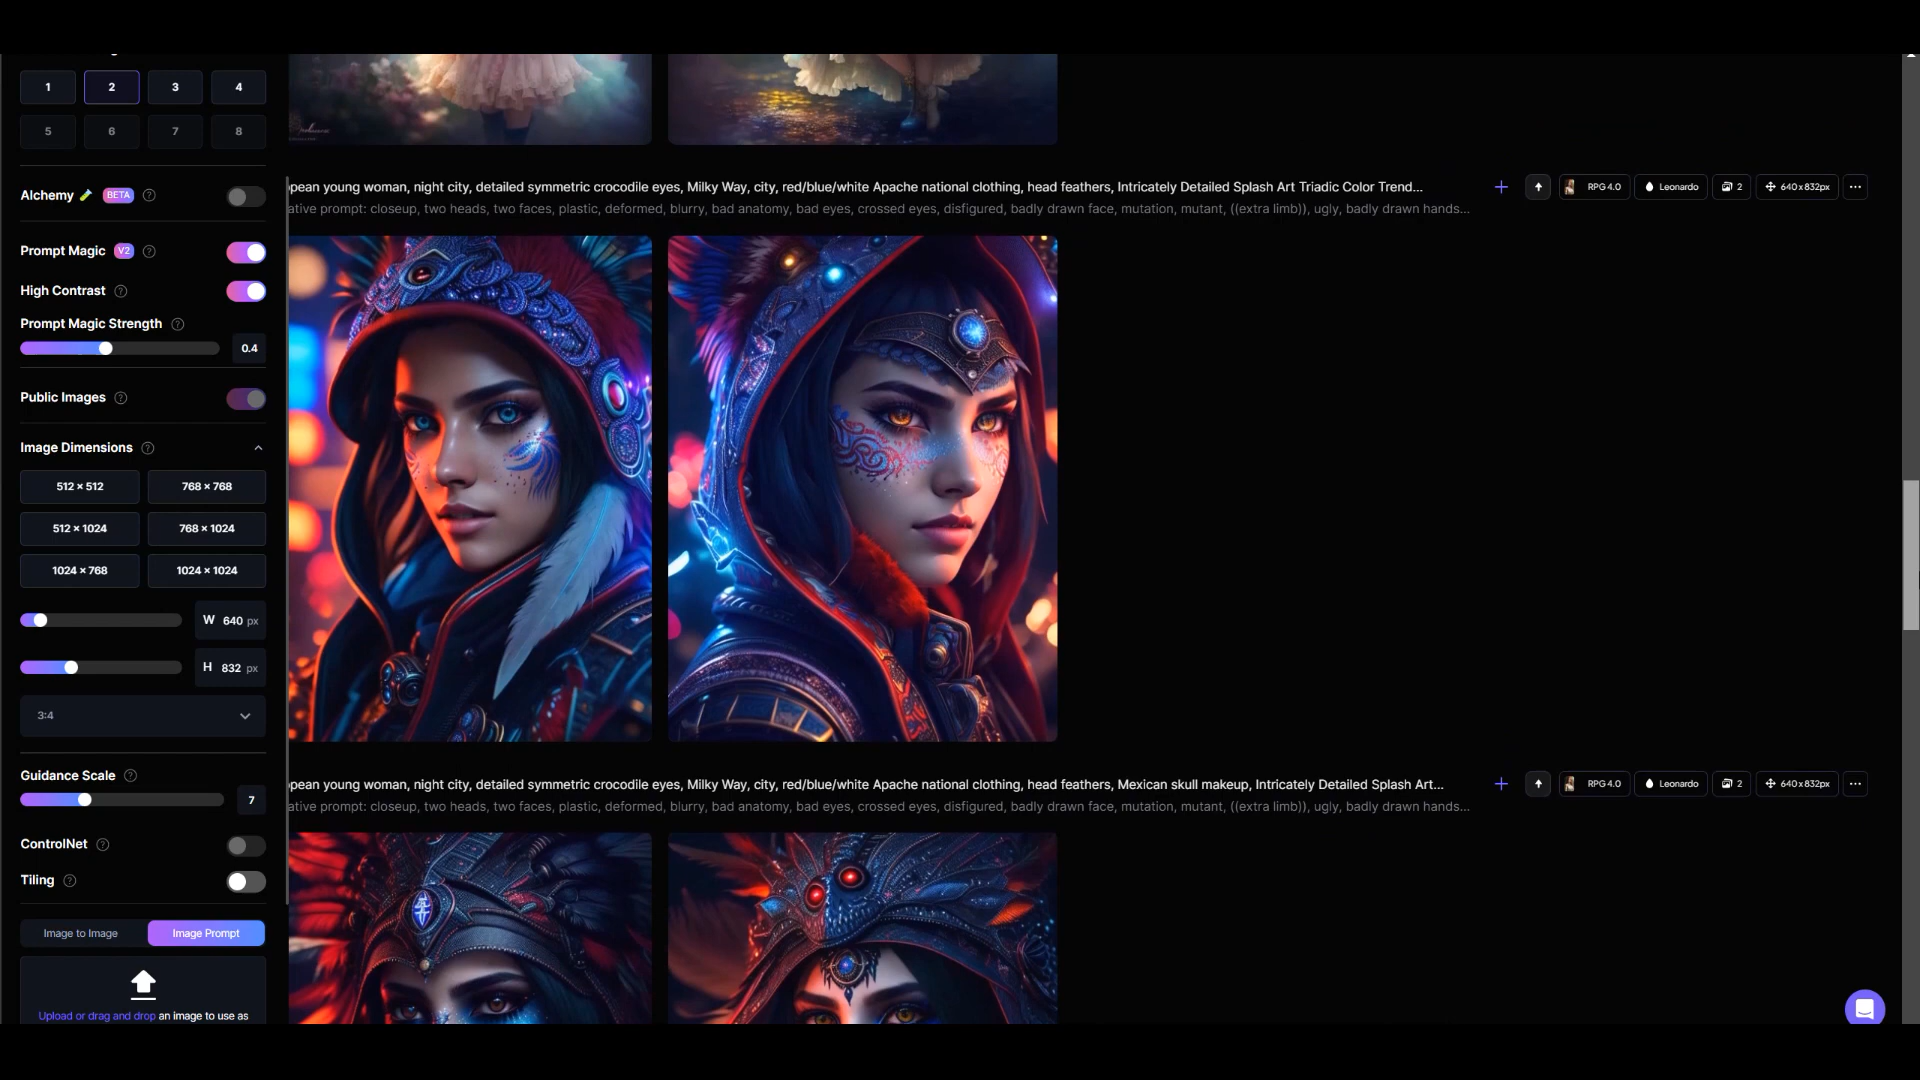 1 2 3 4
5 6 7 8
Alchemy BETA ?
Prompt Magic V2 ?
High Contrast ?
Prompt Magic Strength ?
0.4
Public Images ?
Image Dimensions ?
512 × 512 768 × 768
512 × 1024 768 × 1024
1024 × 768 1024 × 1024
W 640 px
H 832 px
3:4
Guidance Scale ?
7
ControlNet ?
Tiling ?
Image to Image Image Prompt
Upload or drag and drop an image to use as
pean young woman, night city, detailed symmetric crocodile eyes, Milky Way, city, red/blue/white Apache national clothing, head feathers, Intricately Detailed Splash Art Triadic Color Trend...
RPG 4.0 Leonardo 2 640 x 832px
ative prompt: closeup, two heads, two faces, plastic, deformed, blurry, bad anatomy, bad eyes, crossed eyes, disfigured, badly drawn face, mutation, mutant, ((extra limb)), ugly, badly drawn hands...
pean young woman, night city, detailed symmetric crocodile eyes, Milky Way, city, red/blue/white Apache national clothing, head feathers, Mexican skull makeup, Intricately Detailed Splash Art...
RPG 4.0 Leonardo 2 640 x 832px
ative prompt: closeup, two heads, two faces, plastic, deformed, blurry, bad anatomy, bad eyes, crossed eyes, disfigured, badly drawn face, mutation, mutant, ((extra limb)), ugly, badly drawn hands...